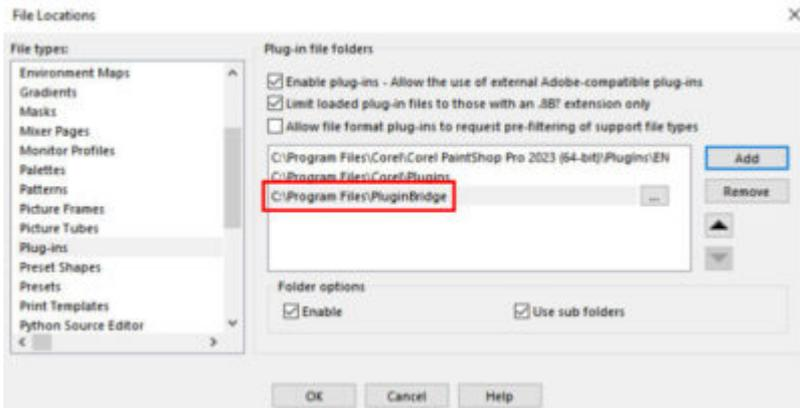 File Locations
File types:
Environment Maps
Gradients
Masks
Mixer Pages
Monitor Profiles
Palettes
Patterns
Picture Frames
Picture Tubes
Plug-ins
Preset Shapes
Presets
Print Templates
Python Source Editor
Plug-in file folders
Enable plug-ins - Allow the use of external Adobe-compatible plug-ins
Limit loaded plug-in files to those with an .8B? extension only
Allow file format plug-ins to request pre-filtering of support file types
C:\Program Files\Corel\Corel PaintShop Pro 2023 (64-bit)\Plugins\EN
C:\Program Files\Corel\Plugins
C:\Program Files\PluginBridge
...
Add
Remove
Folder options
Enable
Use sub folders
OK
Cancel
Help